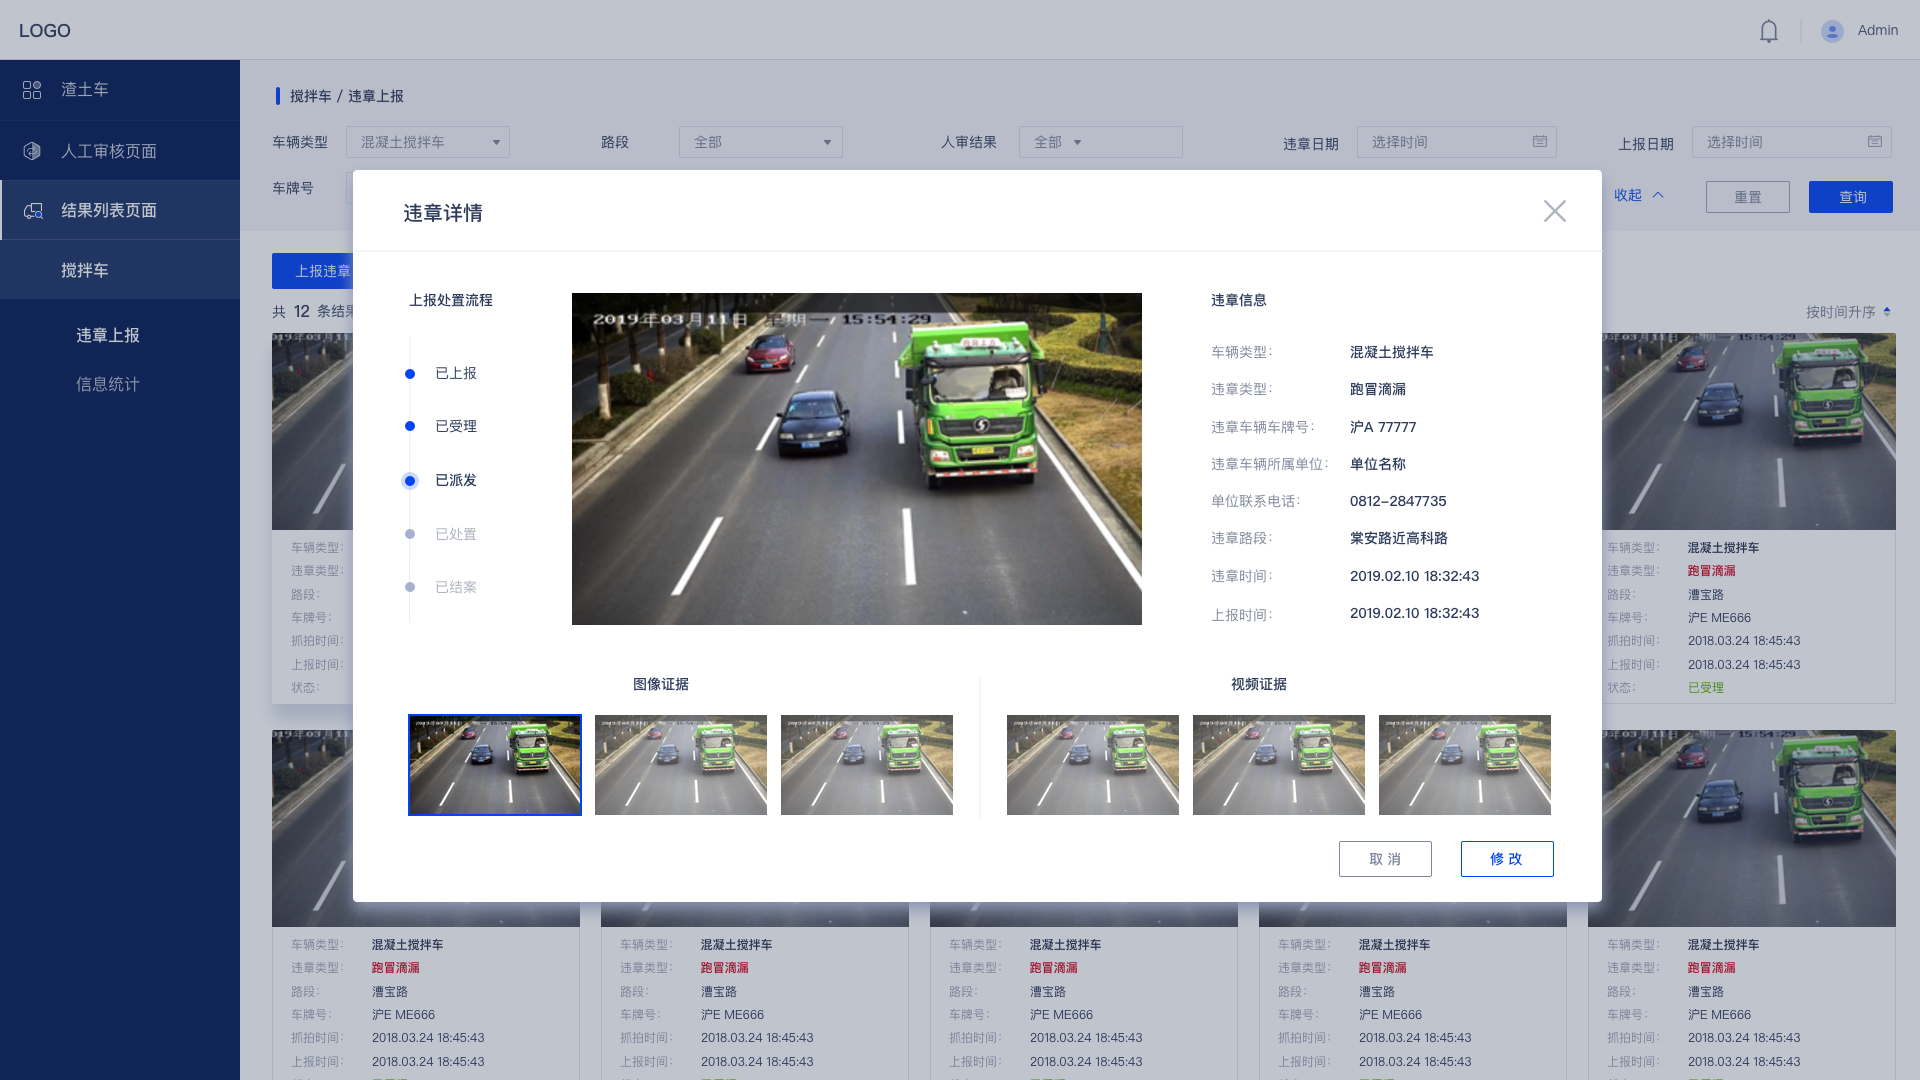 LOGO
Admin
渣土车
人工审核页面
结果列表页面
搅拌车
违章上报
信息统计
搅拌车 / 违章上报
车辆类型 混凝土搅拌车 路段 全部 人审结果 全部 违章日期 选择时间 上报日期 选择时间
车牌号 收起 重置 查询
上报违章
共 12 条结果 按时间升序
违章详情
上报处置流程
已上报
已受理
已派发
已处置
已结案
2019年03月11日 星期一 15:54:29
违章信息
车辆类型: 混凝土搅拌车
违章类型: 跑冒滴漏
违章车辆车牌号: 沪A 77777
违章车辆所属单位: 单位名称
单位联系电话: 0812-2847735
违章路段: 棠安路近高科路
违章时间: 2019.02.10 18:32:43
上报时间: 2019.02.10 18:32:43
图像证据
视频证据
取 消
修 改
车辆类型:
违章类型:
路段:
车牌号:
抓拍时间:
上报时间:
状态:
车辆类型: 混凝土搅拌车
违章类型: 跑冒滴漏
路段: 漕宝路
车牌号: 沪E ME666
抓拍时间: 2018.03.24 18:45:43
上报时间: 2018.03.24 18:45:43
状态: 已受理
车辆类型: 混凝土搅拌车
违章类型: 跑冒滴漏
路段: 漕宝路
车牌号: 沪E ME666
抓拍时间: 2018.03.24 18:45:43
上报时间: 2018.03.24 18:45:43
车辆类型: 混凝土搅拌车
违章类型: 跑冒滴漏
路段: 漕宝路
车牌号: 沪E ME666
抓拍时间: 2018.03.24 18:45:43
上报时间: 2018.03.24 18:45:43
车辆类型: 混凝土搅拌车
违章类型: 跑冒滴漏
路段: 漕宝路
车牌号: 沪E ME666
抓拍时间: 2018.03.24 18:45:43
上报时间: 2018.03.24 18:45:43
车辆类型: 混凝土搅拌车
违章类型: 跑冒滴漏
路段: 漕宝路
车牌号: 沪E ME666
抓拍时间: 2018.03.24 18:45:43
上报时间: 2018.03.24 18:45:43
车辆类型: 混凝土搅拌车
违章类型: 跑冒滴漏
路段: 漕宝路
车牌号: 沪E ME666
抓拍时间: 2018.03.24 18:45:43
上报时间: 2018.03.24 18:45:43